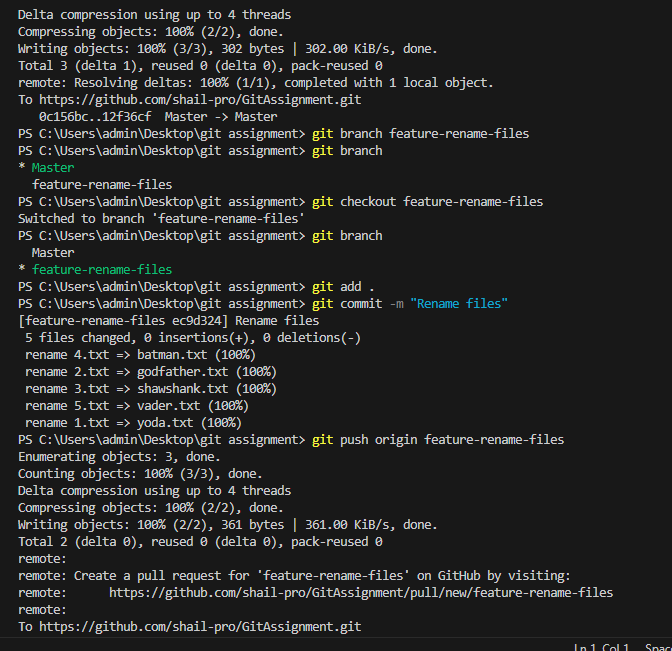 Delta compression using up to 4 threads
Compressing objects: 100% (2/2), done.
Writing objects: 100% (3/3), 302 bytes | 302.00 KiB/s, done.
Total 3 (delta 1), reused 0 (delta 0), pack-reused 0
remote: Resolving deltas: 100% (1/1), completed with 1 local object.
To https://github.com/shail-pro/GitAssignment.git
   0c156bc..12f36cf  Master -> Master
PS C:\Users\admin\Desktop\git assignment> git branch feature-rename-files
PS C:\Users\admin\Desktop\git assignment> git branch
* Master
  feature-rename-files
PS C:\Users\admin\Desktop\git assignment> git checkout feature-rename-files
Switched to branch 'feature-rename-files'
PS C:\Users\admin\Desktop\git assignment> git branch
  Master
* feature-rename-files
PS C:\Users\admin\Desktop\git assignment> git add .
PS C:\Users\admin\Desktop\git assignment> git commit -m "Rename files"
[feature-rename-files ec9d324] Rename files
 5 files changed, 0 insertions(+), 0 deletions(-)
 rename 4.txt => batman.txt (100%)
 rename 2.txt => godfather.txt (100%)
 rename 3.txt => shawshank.txt (100%)
 rename 5.txt => vader.txt (100%)
 rename 1.txt => yoda.txt (100%)
PS C:\Users\admin\Desktop\git assignment> git push origin feature-rename-files
Enumerating objects: 3, done.
Counting objects: 100% (3/3), done.
Delta compression using up to 4 threads
Compressing objects: 100% (2/2), done.
Writing objects: 100% (2/2), 361 bytes | 361.00 KiB/s, done.
Total 2 (delta 0), reused 0 (delta 0), pack-reused 0
remote:
remote: Create a pull request for 'feature-rename-files' on GitHub by visiting:
remote:      https://github.com/shail-pro/GitAssignment/pull/new/feature-rename-files
remote:
To https://github.com/shail-pro/GitAssignment.git
Ln 1, Col 1